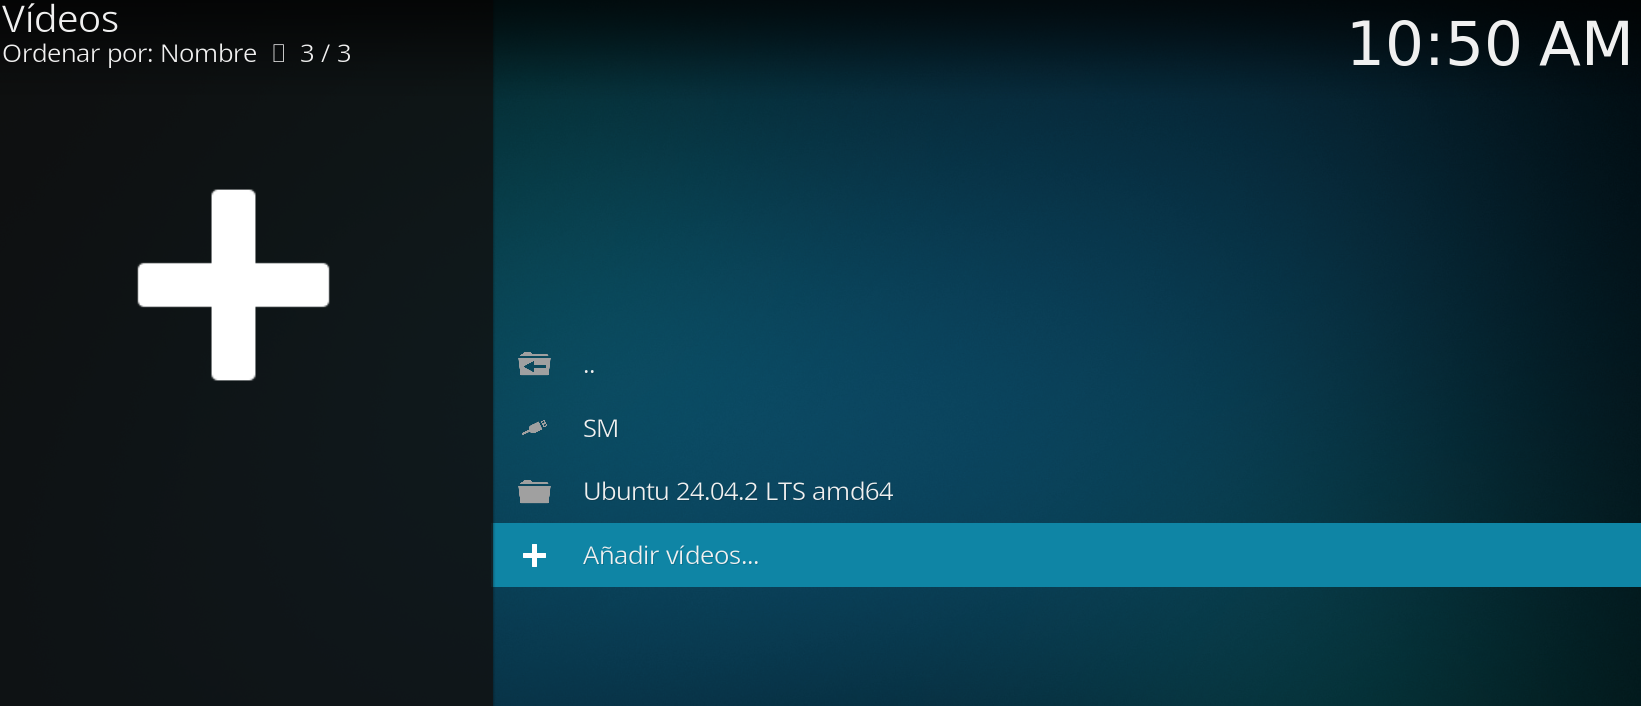 Vídeos
Ordenar por: Nombre 3 / 3
10:50 AM
..
SM
Ubuntu 24.04.2 LTS amd64
Añadir vídeos...